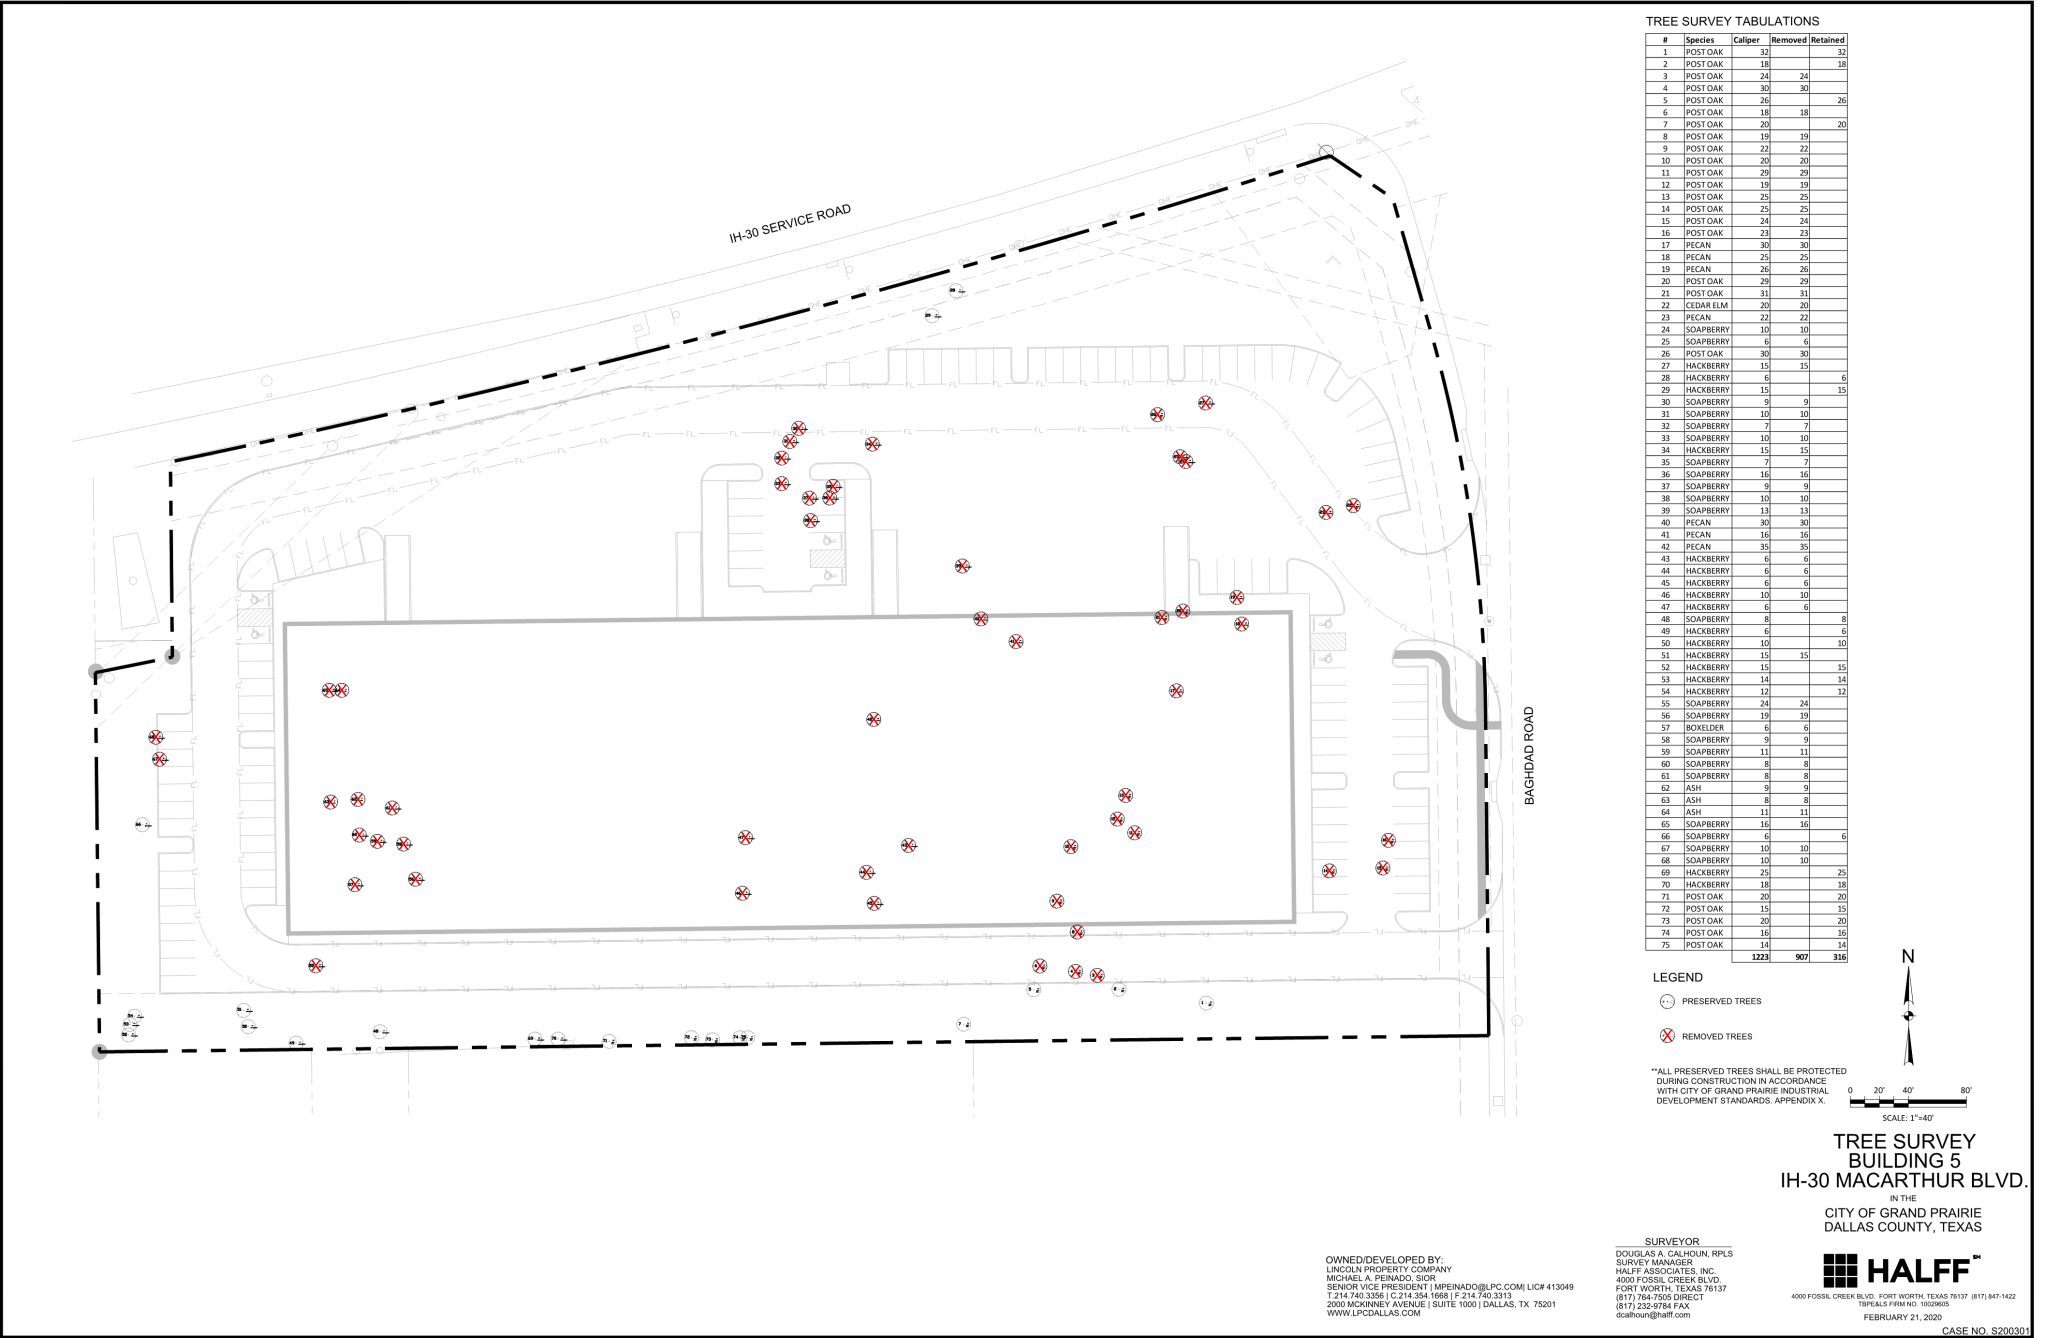 TREE SURVEY TABULATIONS
# Species Caliper Removed Retained
1 POST OAK 32 32
2 POST OAK 18 18
3 POST OAK 24 24
4 POST OAK 30 30
5 POST OAK 26 26
6 POST OAK 18 18
7 POST OAK 20 20
8 POST OAK 19 19
9 POST OAK 22 22
10 POST OAK 20 20
11 POST OAK 29 29
12 POST OAK 19 19
13 POST OAK 25 25
14 POST OAK 25 25
15 POST OAK 24 24
16 POST OAK 23 23
17 PECAN 30 30
18 PECAN 25 25
19 PECAN 26 26
20 POST OAK 29 29
21 POST OAK 31 31
22 CEDAR ELM 20 20
23 PECAN 22 22
24 SOAPBERRY 10 10
25 SOAPBERRY 6 6
26 POST OAK 30 30
27 HACKBERRY 15 15
28 HACKBERRY 6 6
29 HACKBERRY 15 15
30 SOAPBERRY 9 9
31 SOAPBERRY 10 10
32 SOAPBERRY 7 7
33 SOAPBERRY 10 10
34 HACKBERRY 15 15
35 SOAPBERRY 7 7
36 SOAPBERRY 16 16
37 SOAPBERRY 9 9
38 SOAPBERRY 10 10
39 SOAPBERRY 13 13
40 PECAN 30 30
41 PECAN 16 16
42 PECAN 35 35
43 HACKBERRY 6 6
44 HACKBERRY 6 6
45 HACKBERRY 6 6
46 HACKBERRY 10 10
47 HACKBERRY 6 6
48 SOAPBERRY 8 8
49 HACKBERRY 6 6
50 HACKBERRY 10 10
51 HACKBERRY 15 15
52 HACKBERRY 15 15
53 HACKBERRY 14 14
54 HACKBERRY 12 12
55 SOAPBERRY 24 24
56 SOAPBERRY 19 19
57 BOXELDER 6 6
58 SOAPBERRY 9 9
59 SOAPBERRY 11 11
60 SOAPBERRY 8 8
61 SOAPBERRY 8 8
62 ASH 9 9
63 ASH 8 8
64 ASH 11 11
65 SOAPBERRY 16 16
66 SOAPBERRY 6 6
67 SOAPBERRY 10 10
68 SOAPBERRY 10 10
69 HACKBERRY 25 25
70 HACKBERRY 18 18
71 POST OAK 20 20
72 POST OAK 15 15
73 POST OAK 20 20
74 POST OAK 16 16
75 POST OAK 14 14
1223 907 316
IH-30 SERVICE ROAD
BAGHDAD ROAD
LEGEND
PRESERVED TREES
REMOVED TREES
N
**ALL PRESERVED TREES SHALL BE PROTECTED
DURING CONSTRUCTION IN ACCORDANCE
WITH CITY OF GRAND PRAIRIE INDUSTRIAL
DEVELOPMENT STANDARDS. APPENDIX X.
0 20' 40' 80'
SCALE: 1"=40'
TREE SURVEY
BUILDING 5
IH-30 MACARTHUR BLVD.
IN THE
CITY OF GRAND PRAIRIE
DALLAS COUNTY, TEXAS
OWNED/DEVELOPED BY:
LINCOLN PROPERTY COMPANY
MICHAEL A. PEINADO, SIOR
SENIOR VICE PRESIDENT | MPEINADO@LPC.COM| LIC# 413049
T.214.740.3356 | C.214.354.1668 | F.214.740.3313
2000 MCKINNEY AVENUE | SUITE 1000 | DALLAS, TX 75201
WWW.LPCDALLAS.COM
SURVEYOR
DOUGLAS A. CALHOUN, RPLS
SURVEY MANAGER
HALFF ASSOCIATES, INC.
4000 FOSSIL CREEK BLVD.
FORT WORTH, TEXAS 76137
(817) 764-7505 DIRECT
(817) 232-9784 FAX
dcalhoun@halff.com
HALFF SM
4000 FOSSIL CREEK BLVD. FORT WORTH, TEXAS 76137 (817) 847-1422
TBPE&LS FIRM NO. 10029605
FEBRUARY 21, 2020
CASE NO. S200301